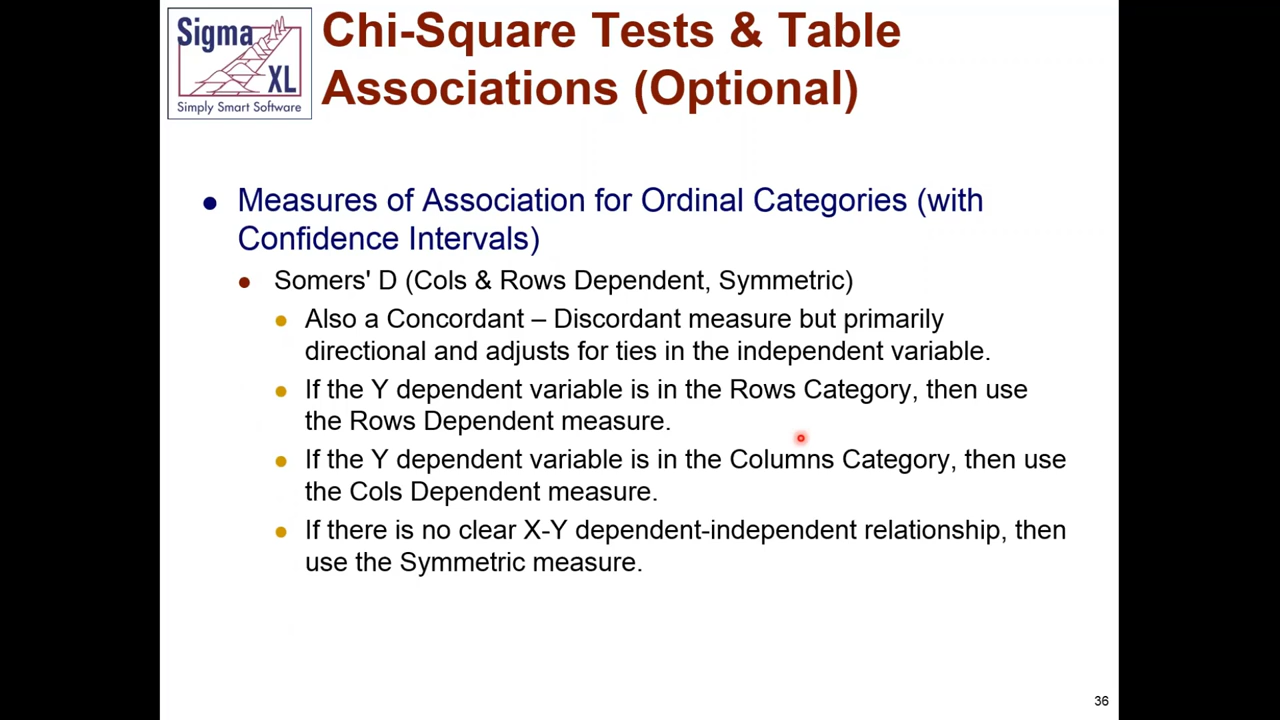 Sigma
XL
Simply Smart Software
Chi-Square Tests & Table
Associations (Optional)
Measures of Association for Ordinal Categories (with
Confidence Intervals)
Somers' D (Cols & Rows Dependent, Symmetric)
Also a Concordant – Discordant measure but primarily
directional and adjusts for ties in the independent variable.
If the Y dependent variable is in the Rows Category, then use
the Rows Dependent measure.
If the Y dependent variable is in the Columns Category, then use
the Cols Dependent measure.
If there is no clear X-Y dependent-independent relationship, then
use the Symmetric measure.
36